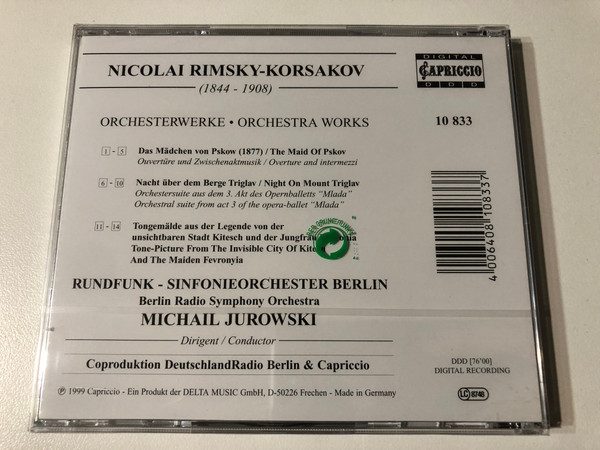 NICOLAI RIMSKY-KORSAKOV
(1844 - 1908)
DIGITAL
CAPRICCIO
D D D
ORCHESTERWERKE • ORCHESTRA WORKS
10 833
1 - 5 Das Mädchen von Pskow (1877) / The Maid Of Pskov
Ouvertüre und Zwischenaktmusik / Overture and intermezzi
6 - 10 Nacht über dem Berge Triglav / Night On Mount Triglav
Orchestersuite aus dem 3. Akt des Opernballetts "Mlada"
Orchestral suite from act 3 of the opera-ballet "Mlada"
11 - 14 Tongemälde aus der Legende von der
unsichtbaren Stadt Kitesch und der
Tone-Picture From The Invisible City Of
And The Maiden Fevronyia
4 006408 108337
RUNDFUNK - SINFONIEORCHESTER BERLIN
Berlin Radio Symphony Orchestra
MICHAIL JUROWSKI
Dirigent / Conductor
Coproduktion DeutschlandRadio Berlin & Capriccio
DDD [76'00]
DIGITAL RECORDING
℗ 1999 Capriccio - Ein Produkt der DELTA MUSIC GmbH, D-50226 Frechen - Made in Germany
LC 8748